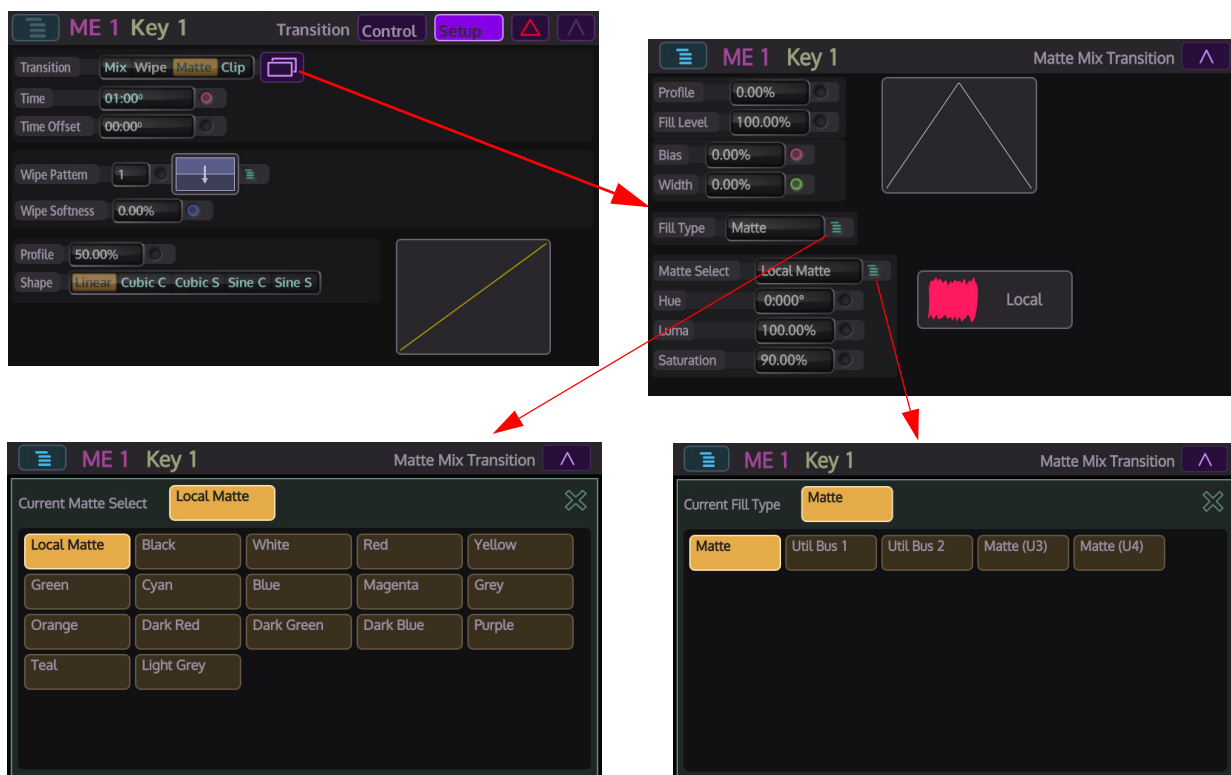 ME 1 Key 1 Transition Control Setup
Transition Mix Wipe Matte Clip
Time 01:00⁰
Time Offset 00:00⁰
Wipe Pattern 1
Wipe Softness 0.00%
Profile 50.00%
Shape Linear Cubic C Cubic S Sine C Sine S
ME 1 Key 1 Matte Mix Transition
Profile 0.00%
Fill Level 100.00%
Bias 0.00%
Width 0.00%
Fill Type Matte
Matte Select Local Matte
Hue 0:000°
Local
Luma 100.00%
Saturation 90.00%
ME 1 Key 1 Matte Mix Transition
Current Matte Select Local Matte
Local Matte Black White Red Yellow
Green Cyan Blue Magenta Grey
Orange Dark Red Dark Green Dark Blue Purple
Teal Light Grey
ME 1 Key 1 Matte Mix Transition
Current Fill Type Matte
Matte Util Bus 1 Util Bus 2 Matte (U3) Matte (U4)